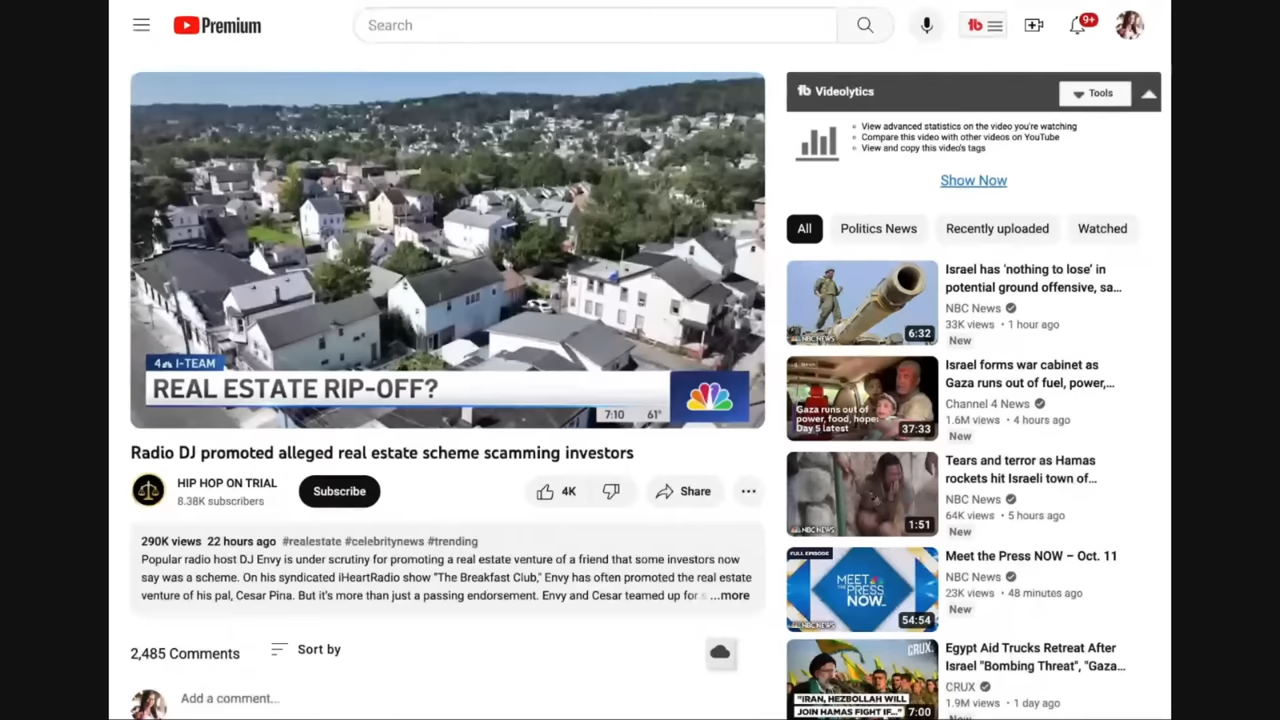 Premium
Search
tb
9+
4 I-TEAM
REAL ESTATE RIP-OFF?
7:10 61°
Radio DJ promoted alleged real estate scheme scamming investors
HIP HOP ON TRIAL
8.38K subscribers
Subscribe
4K
Share
290K views 22 hours ago #realestate #celebritynews #trending
Popular radio host DJ Envy is under scrutiny for promoting a real estate venture of a friend that some investors now
say was a scheme. On his syndicated iHeartRadio show "The Breakfast Club," Envy has often promoted the real estate
venture of his pal, Cesar Pina. But it's more than just a passing endorsement. Envy and Cesar teamed up for s ...more
2,485 Comments
Sort by
Add a comment...
tb Videolytics
Tools
View advanced statistics on the video you're watching
Compare this video with other videos on YouTube
View and copy this video's tags
Show Now
All
Politics News
Recently uploaded
Watched
NBC NEWS
6:32
Israel has 'nothing to lose' in
potential ground offensive, sa...
NBC News
33K views • 1 hour ago
New
Gaza runs out of
power, food, hope:
Day 5 latest
37:33
Israel forms war cabinet as
Gaza runs out of fuel, power,...
Channel 4 News
1.6M views • 4 hours ago
New
NBC NEWS
1:51
Tears and terror as Hamas
rockets hit Israeli town of...
NBC News
64K views • 5 hours ago
New
FULL EPISODE
MEET
THE PRESS
NOW
NBC NEWS
54:54
Meet the Press NOW – Oct. 11
NBC News
23K views • 48 minutes ago
New
CRUX.
"IRAN, HEZBOLLAH WILL
JOIN HAMAS FIGHT IF..."
7:00
Egypt Aid Trucks Retreat After
Israel "Bombing Threat", "Gaza...
CRUX
1.9M views • 1 day ago
New